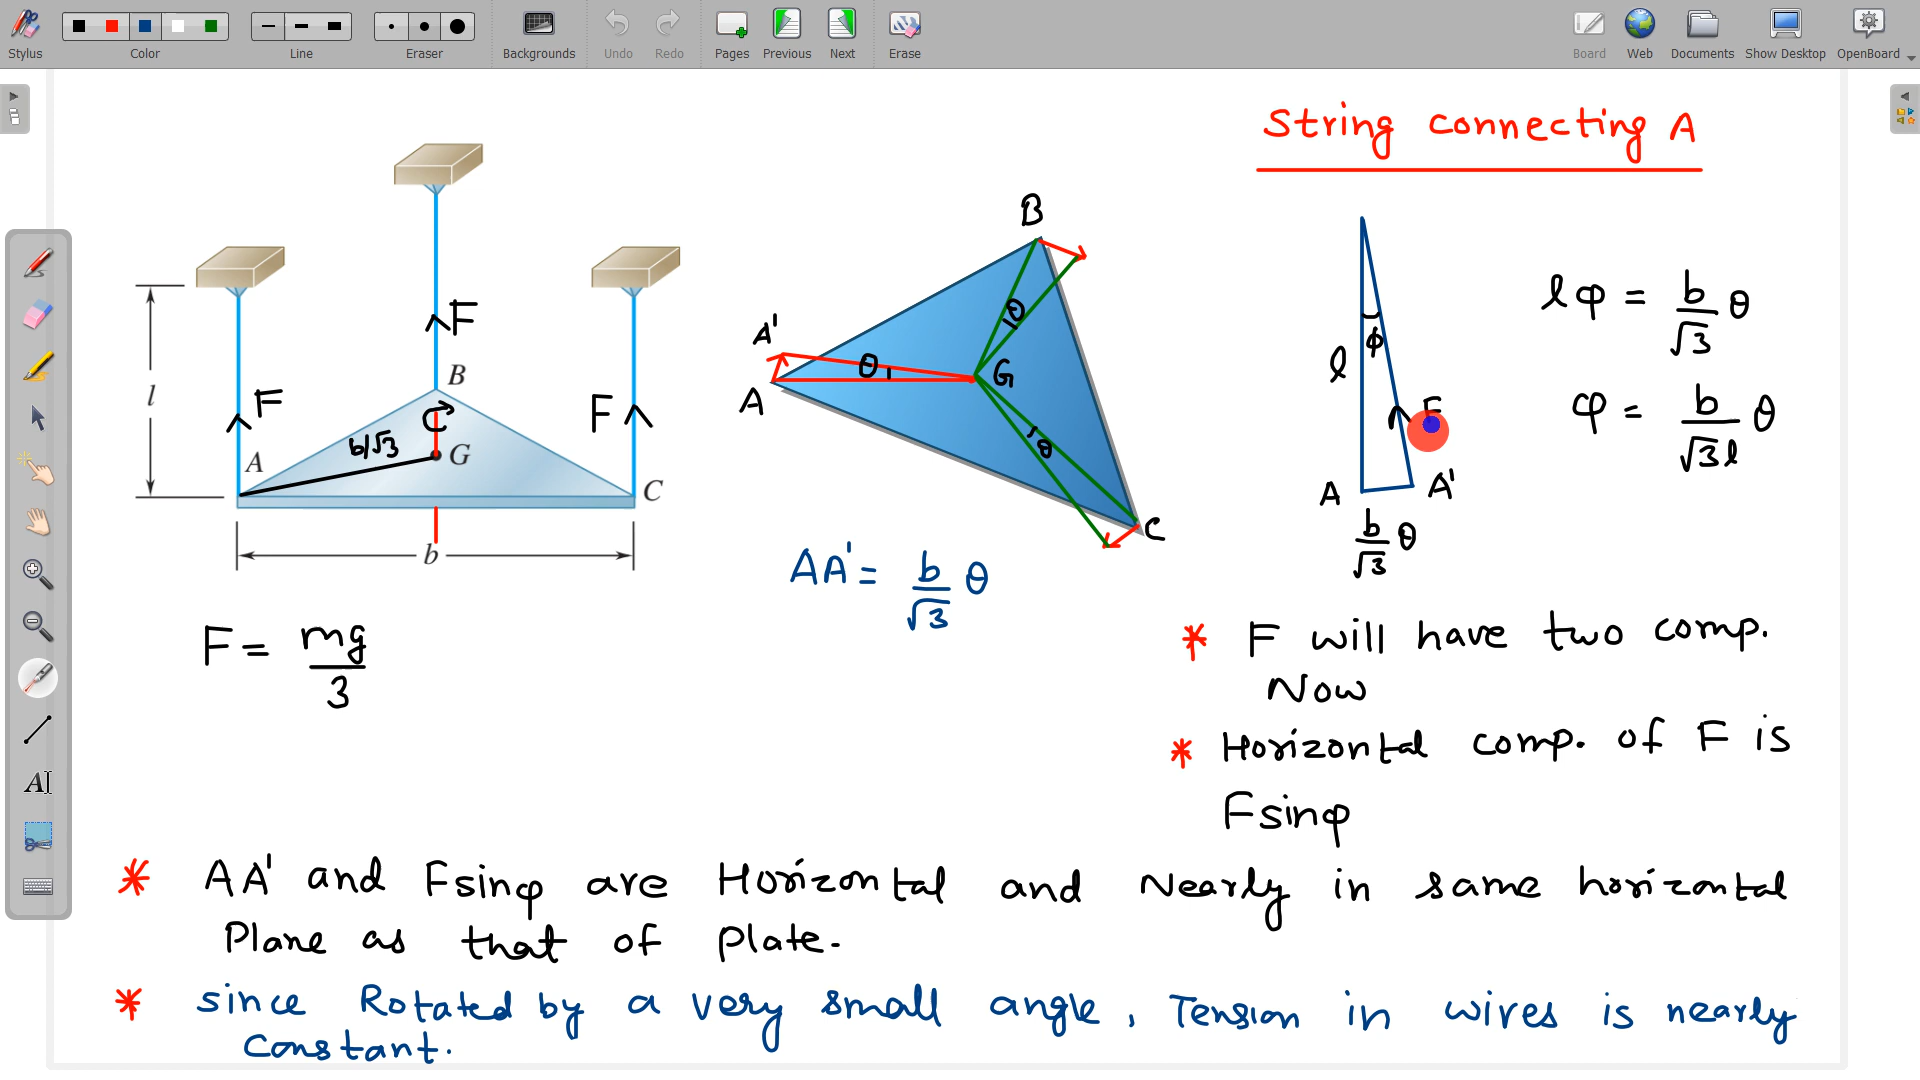 Stylus
Color
Line
Eraser
Backgrounds
Undo
Redo
Pages
Previous
Next
Erase
Board
Web
Documents
Show Desktop
OpenBoard
String connecting A
F
F
F
B
C
b/√3
G
A
C
l
b
F = mg/3
B
A'
A
θ
θ
θ
G
C
AA' = b/√3 θ
l
φ
F
A
A'
b/√3 θ
lφ = b/√3 θ
φ = b/√3l θ
* F will have two comp.
Now
* Horizontal comp. of F is
Fsinφ
* AA' and Fsinφ are Horizontal and Nearly in same horizontal
Plane as that of plate.
* since Rotated by a very small angle, Tension in wires is nearly
constant.